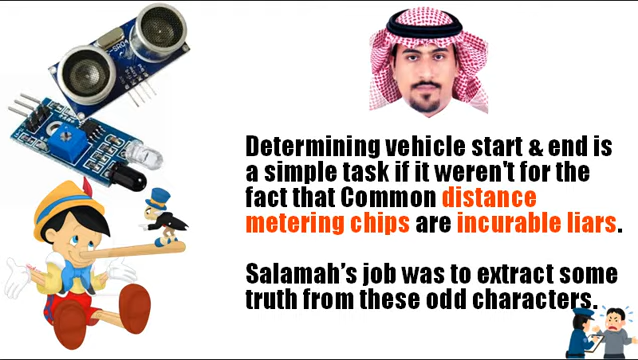 Determining vehicle start & end is
a simple task if it weren't for the
fact that Common distance
metering chips are incurable liars.
Salamah's job was to extract some
truth from these odd characters.